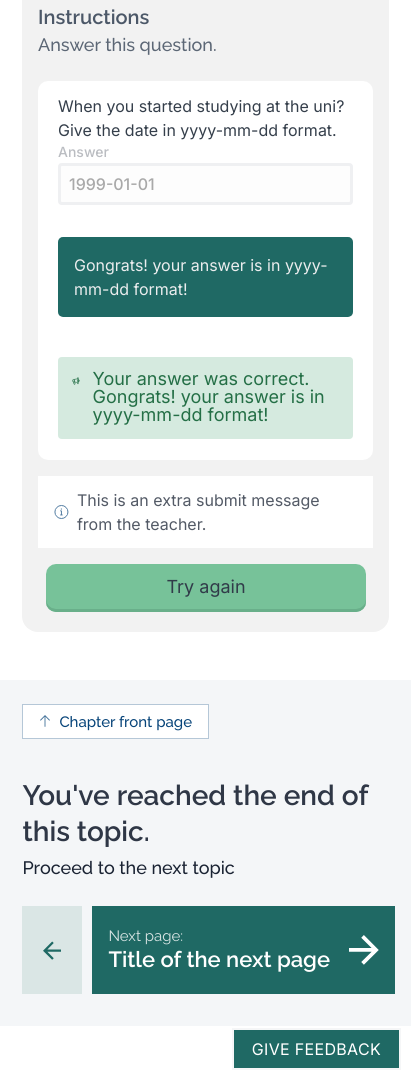 Instructions
Answer this question.
When you started studying at the uni?
Give the date in yyyy-mm-dd format.
Answer
1999-01-01
Gongrats! your answer is in yyyy-
mm-dd format!
Your answer was correct.
Gongrats! your answer is in
yyyy-mm-dd format!
This is an extra submit message
from the teacher.
Try again
Chapter front page
You've reached the end of
this topic.
Proceed to the next topic
Next page:
Title of the next page
GIVE FEEDBACK